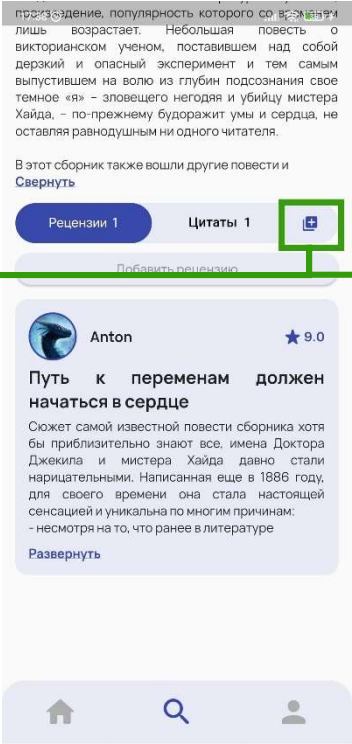 произведение, популярность которого со временем
лишь возрастает. Небольшая повесть о
викторианском ученом, поставившем над собой
дерзкий и опасный эксперимент и тем самым
выпустившем на волю из глубин подсознания свое
темное «я» – зловещего негодяя и убийцу мистера
Хайда, – по-прежнему будоражит умы и сердца, не
оставляя равнодушным ни одного читателя.
В этот сборник также вошли другие повести и
Свернуть
Рецензии 1
Цитаты 1
Добавить рецензию
Anton
9.0
Путь к переменам должен
начаться в сердце
Сюжет самой известной повести сборника хотя
бы приблизительно знают все, имена Доктора
Джекила и мистера Хайда давно стали
нарицательными. Написанная еще в 1886 году,
для своего времени она стала настоящей
сенсацией и уникальна по многим причинам:
- несмотря на то, что ранее в литературе
Развернуть